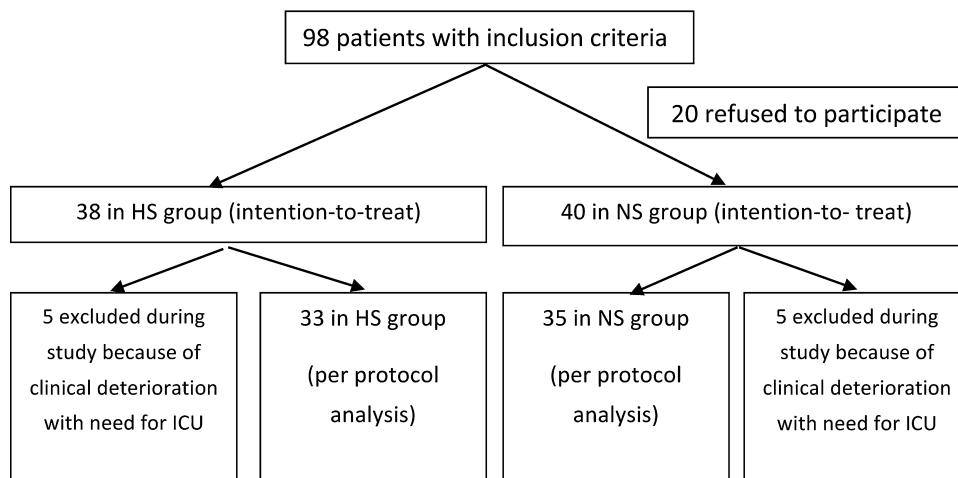 98 patients with inclusion criteria
20 refused to participate
38 in HS group (intention-to-treat)
40 in NS group (intention-to- treat)
5 excluded during
study because of
clinical deterioration
with need for ICU
33 in HS group
(per protocol
analysis)
35 in NS group
(per protocol
analysis)
5 excluded during
study because of
clinical deterioration
with need for ICU